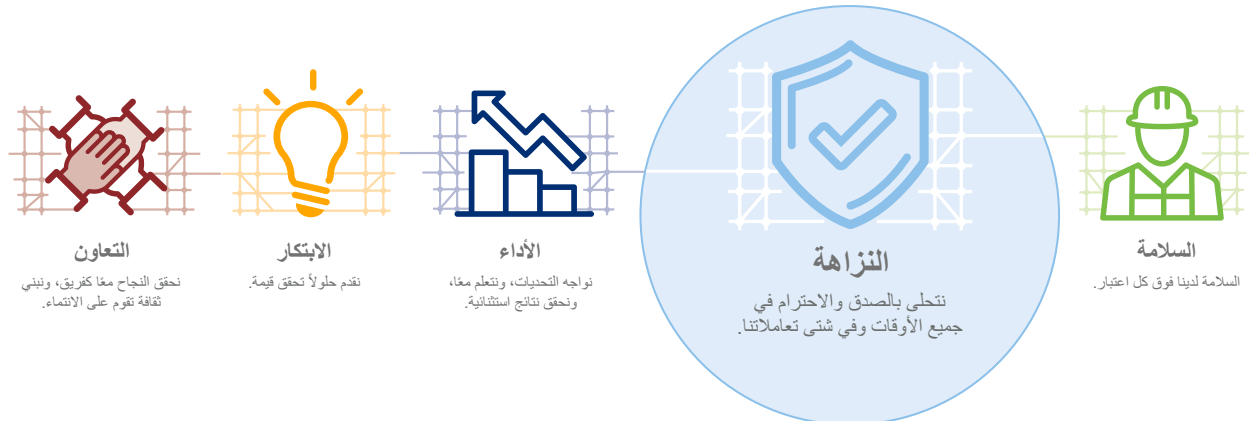 السلامة
السلامة لدينا فوق كل اعتبار.
النزاهة
نتحلى بالصدق والاحترام في
جميع الأوقات وفي شتى تعاملاتنا.
الأداء
نواجه التحديات، ونتعلم معًا،
ونحقق نتائج استثنائية.
الابتكار
نقدم حلولاً تحقق قيمة.
التعاون
نحقق النجاح معًا كفريق، ونبني
ثقافة تقوم على الانتماء.